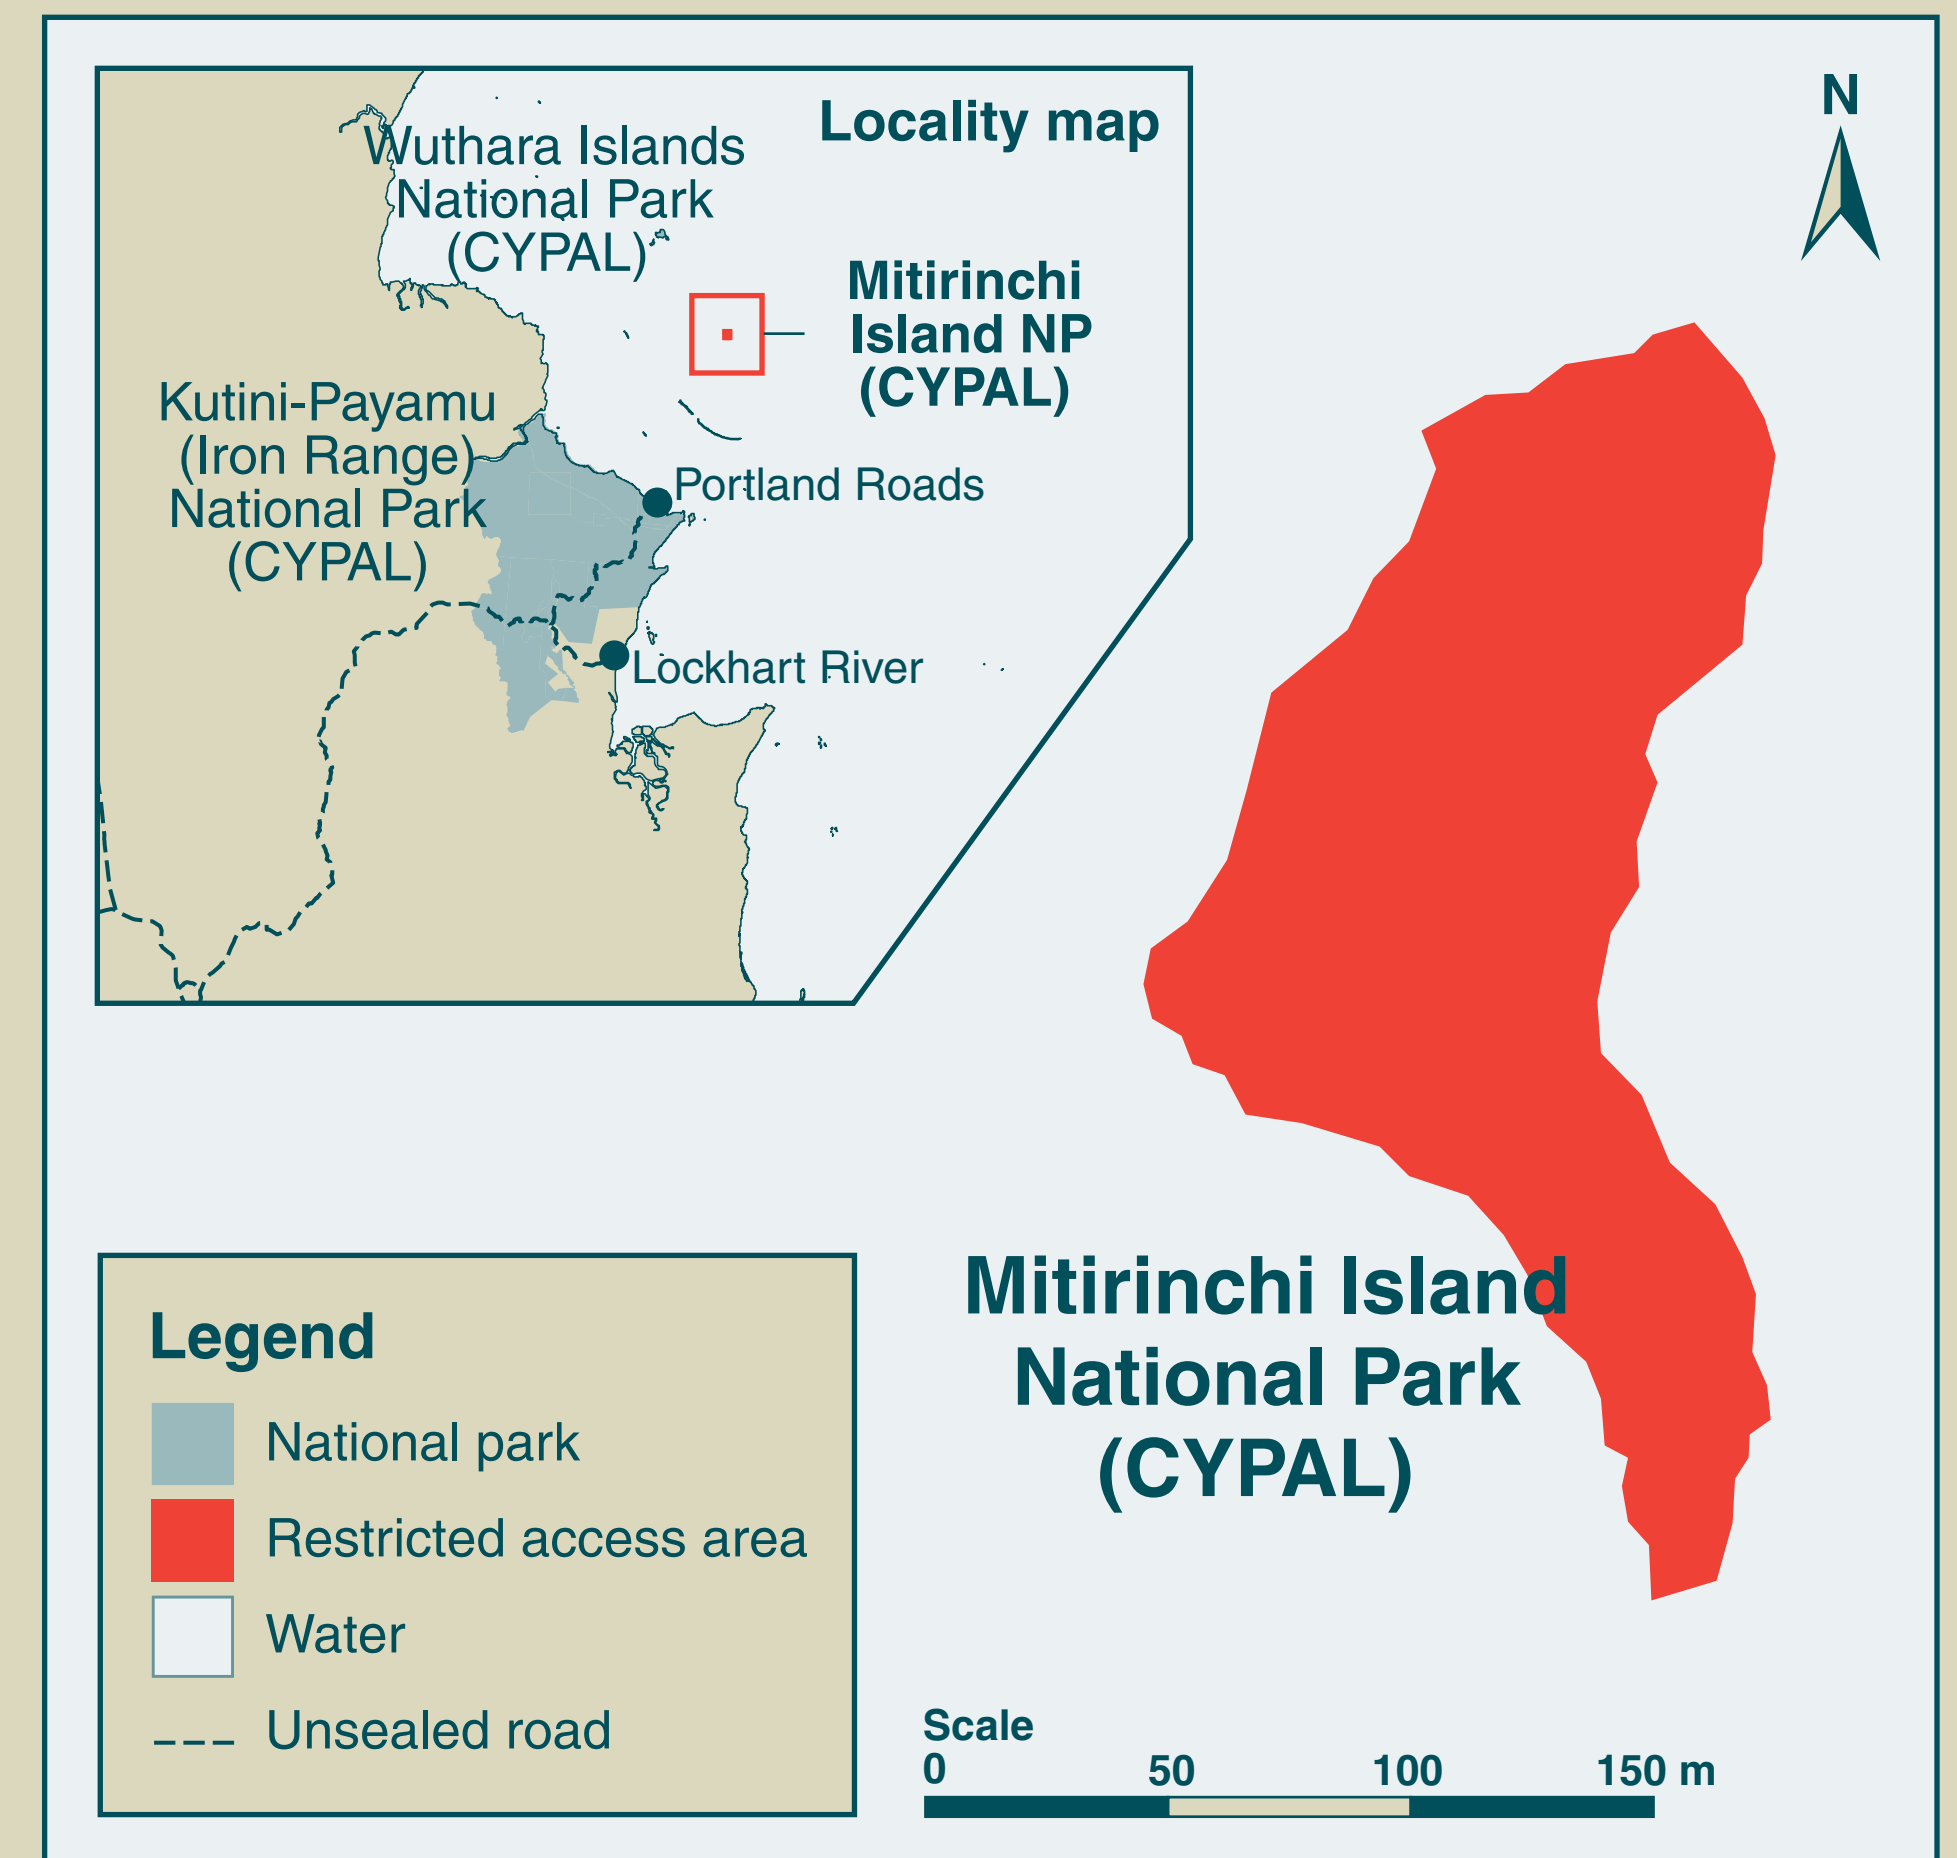 Locality map
N
Wuthara Islands
National Park
(CYPAL)
Mitirinchi
Island NP
(CYPAL)
Kutini-Payamu
(Iron Range)
National Park
(CYPAL)
Portland Roads
Lockhart River
Mitirinchi Island
National Park
(CYPAL)
Legend
National park
Restricted access area
Water
Unsealed road
Scale
0 50 100 150 m